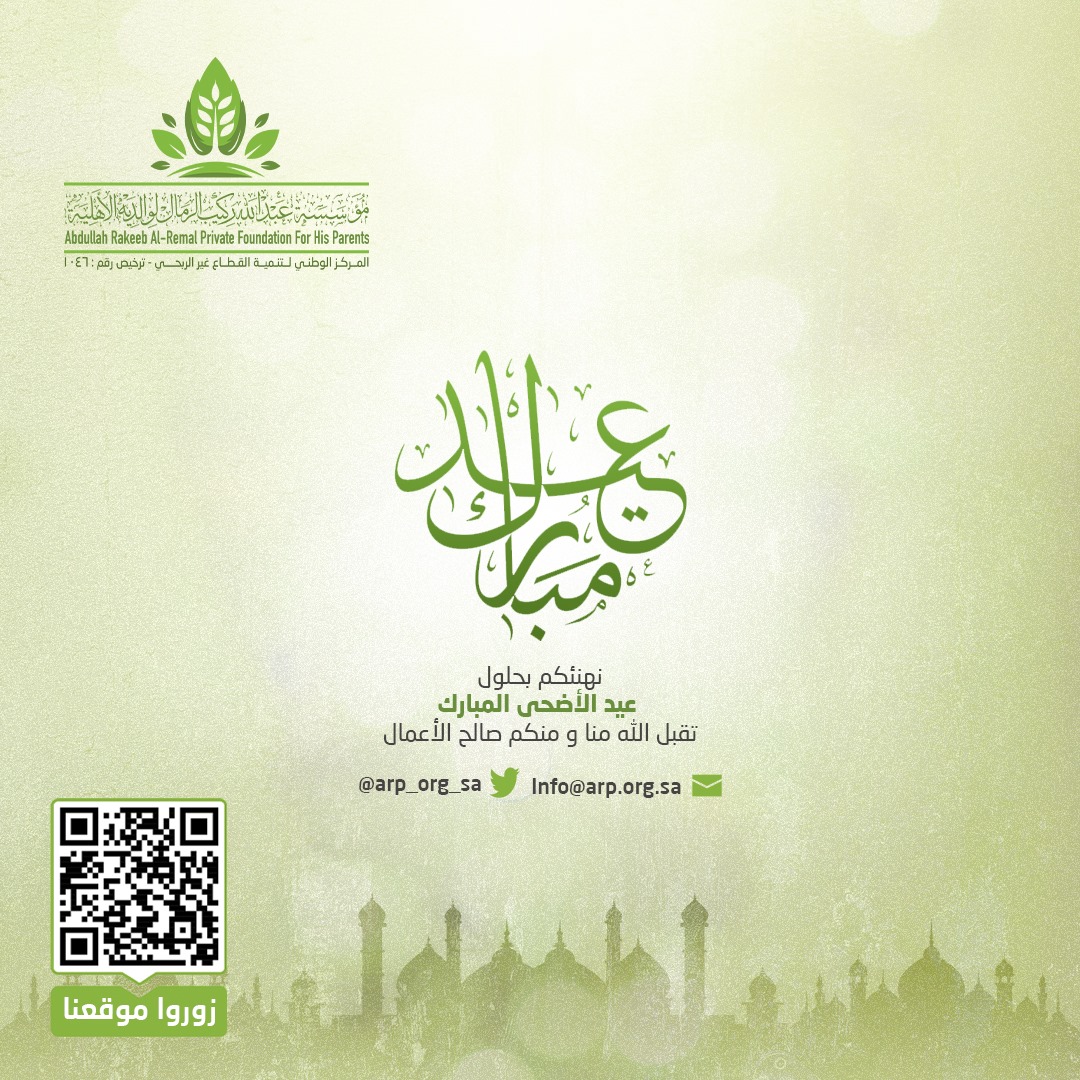 مؤسسة عبدالله ركيب الرمال لوالديه الأهلية
Abdullah Rakeeb Al-Remal Private Foundation For His Parents
المركز الوطني لتنمية القطاع غير الربحي - ترخيص رقم : ١٠٤٦
عيد
مبارك
نهنئكم بحلول
عيد الأضحى المبارك
تقبل الله منا و منكم صالح الأعمال
@arp_org_sa Info@arp.org.sa
زوروا موقعنا